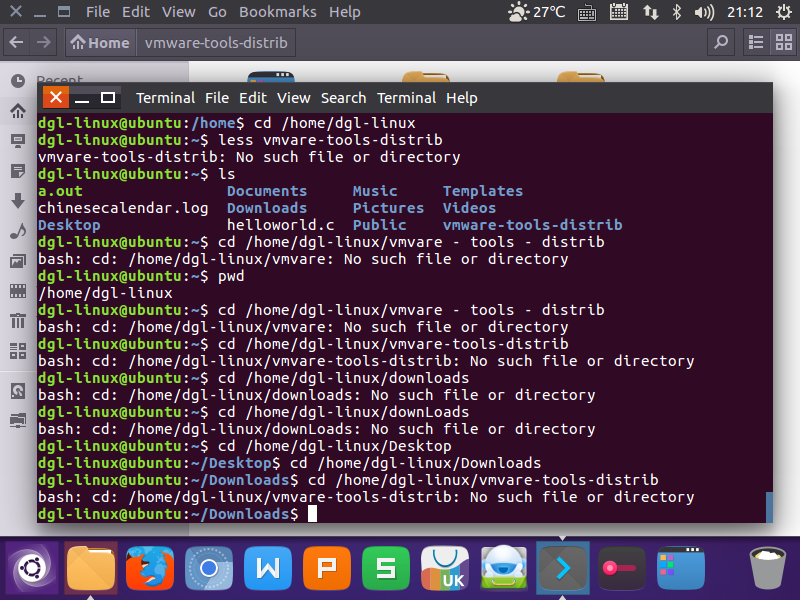 File Edit View Go Bookmarks Help
27°C 21:12
Home vmware-tools-distrib
Recent
Terminal File Edit View Search Terminal Help
dgl-linux@ubuntu:/home$ cd /home/dgl-linux
dgl-linux@ubuntu:~$ less vmvare-tools-distrib
vmvare-tools-distrib: No such file or directory
dgl-linux@ubuntu:~$ ls
a.out Documents Music Templates
chinesecalendar.log Downloads Pictures Videos
Desktop helloworld.c Public vmware-tools-distrib
dgl-linux@ubuntu:~$ cd /home/dgl-linux/vmvare - tools - distrib
bash: cd: /home/dgl-linux/vmvare: No such file or directory
dgl-linux@ubuntu:~$ pwd
/home/dgl-linux
dgl-linux@ubuntu:~$ cd /home/dgl-linux/vmvare - tools - distrib
bash: cd: /home/dgl-linux/vmvare: No such file or directory
dgl-linux@ubuntu:~$ cd /home/dgl-linux/vmvare-tools-distrib
bash: cd: /home/dgl-linux/vmvare-tools-distrib: No such file or directory
dgl-linux@ubuntu:~$ cd /home/dgl-linux/downloads
bash: cd: /home/dgl-linux/downloads: No such file or directory
dgl-linux@ubuntu:~$ cd /home/dgl-linux/downLoads
bash: cd: /home/dgl-linux/downLoads: No such file or directory
dgl-linux@ubuntu:~$ cd /home/dgl-linux/Desktop
dgl-linux@ubuntu:~/Desktop$ cd /home/dgl-linux/Downloads
dgl-linux@ubuntu:~/Downloads$ cd /home/dgl-linux/vmvare-tools-distrib
bash: cd: /home/dgl-linux/vmvare-tools-distrib: No such file or directory
dgl-linux@ubuntu:~/Downloads$
W P S UK